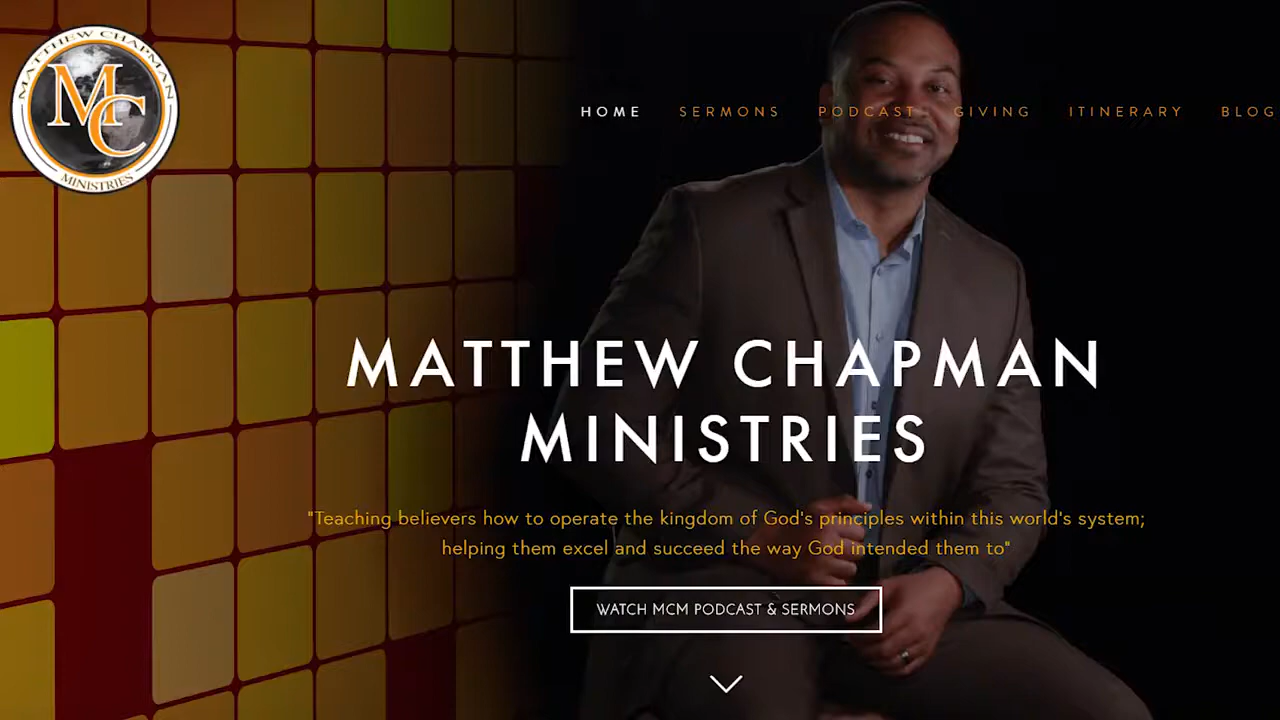 MATTHEW CHAPMAN
MC
MINISTRIES
HOME SERMONS PODCAST GIVING ITINERARY BLOG
MATTHEW CHAPMAN
MINISTRIES
"Teaching believers how to operate the kingdom of God's principles within this world's system;
helping them excel and succeed the way God intended them to"
WATCH MCM PODCAST & SERMONS